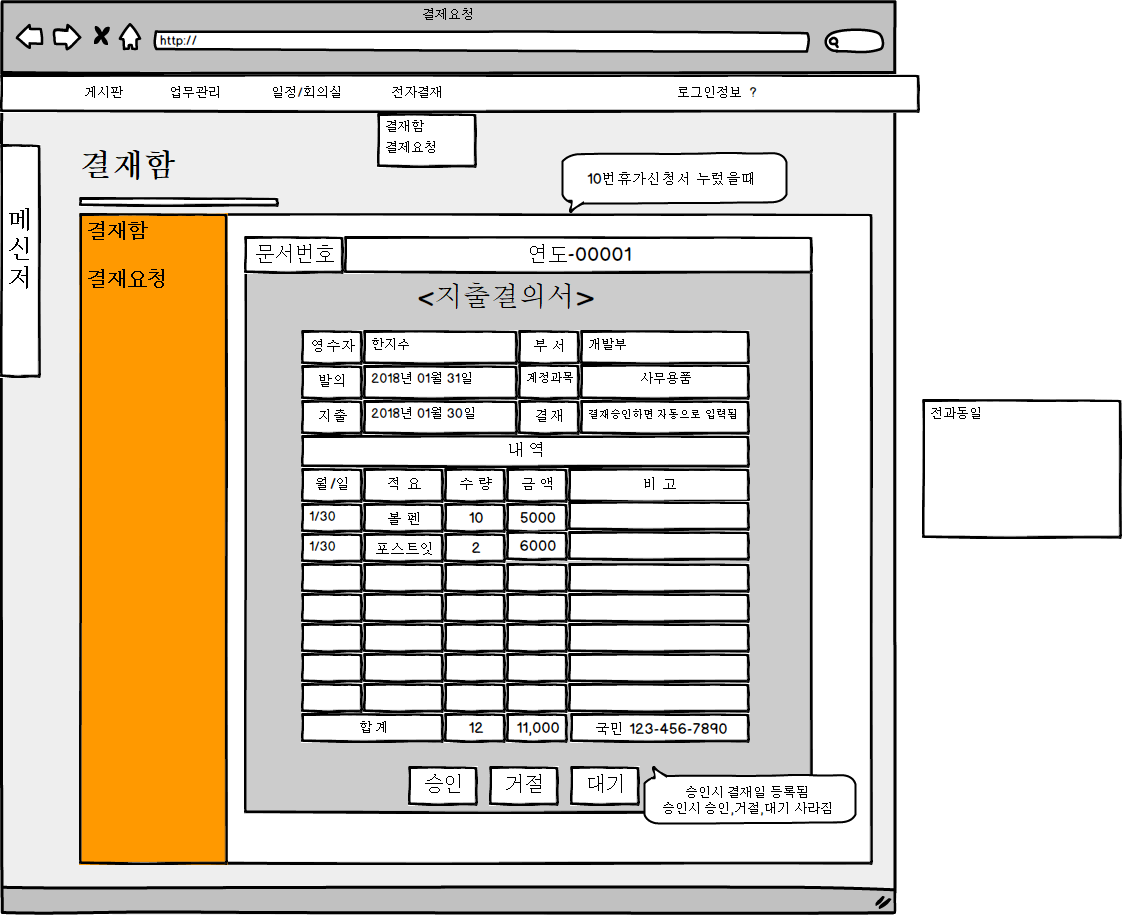 결제요청
http://
게시판 업무관리 일정/회의실 전자결재 로그인정보 ?
결재함
결제요청
결재함
10번 휴가신청서 눌렀을때
메신저
결재함
결재요청
문서번호 연도-00001
<지출결의서>
영수자 한지수 부 서 개발부
발의 2018년 01월 31일 계정과목 사무용품
지출 2018년 01월 30일 결재 결재승인하면 자동으로 입력됨
전과동일
내 역
월/일 적 요 수 량 금 액 비 고
1/30 볼 펜 10 5000
1/30 포스트잇 2 6000
합 계 12 11,000 국민 123-456-7890
승인 거절 대기
승인시 결재일 등록됨
승인시 승인,거절,대기 사라짐